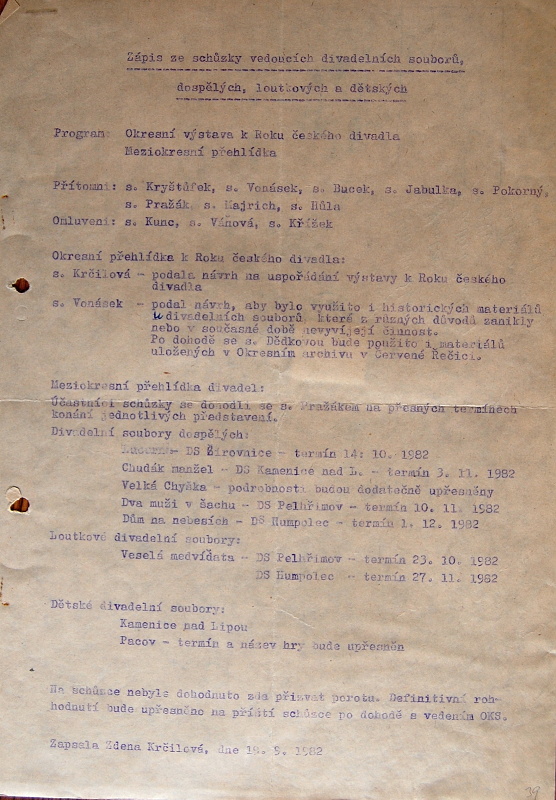 Zápis ze schůzky vedoucích divadelních souborů,
dospělých, loutkových a dětských
Program: Okresní výstava k Roku českého divadla
Meziokresní přehlídka
Přítomni: s. Kryštůfek, s. Vonásek, s. Bucek, s. Jabulka, s. Pokorný,
s. Pražák, s. Majrich, s. Hůla
Omluveni: s. Kunc, s. Váňová, s. Křížek
Okresní přehlídka k Roku českého divadla:
s. Krčilová - podala návrh na uspořádání výstavy k Roku českého
divadla
s. Vonásek - podal návrh, aby bylo využito i historických materiálů
u divadelních souborů, která z různých důvodů zanikly
nebo v současné době nevyvíjejí činnost.
Po dohodě se s. Dědkovou bude použito i materiálů
uložených v Okresním archivu v Červené Řečici.
Meziokresní přehlídka divadel:
Účastníci schůzky se dohodli se s. Pražákem na přesných termínech
konání jednotlivých představení.
Divadelní soubory dospělých:
Lucerna- DS Žirovnice - termín 14. 10. 1982
Chudák manžel - DS Kamenice nad L. - termín 3. 11. 1982
Velké Chyška - podrobnosti budou dodatečně upřesněny
Dva muži v šachu - DS Pelhřimov - termín 10. 11. 1982
Dům na nebesích - DS Humpolec - termín 1. 12. 1982
Loutkové divadelní soubory:
Veselá medvíďata - DS Pelhřimov - termín 23. 10. 1982
DS Humpolec - termín 27. 11. 1982
Dětské divadelní soubory:
Kamenice nad Lipou
Pacov - termín a název hry bude upřesněn
Na schůzce nebylo dohodnuto zda přizvat porotu. Definitivní roh-
hodnutí bude upřesněno na příští schůzce po dohodě s vedením OKS.
Zapsala Zdena Krčilová, dne 18. 9. 1982
39